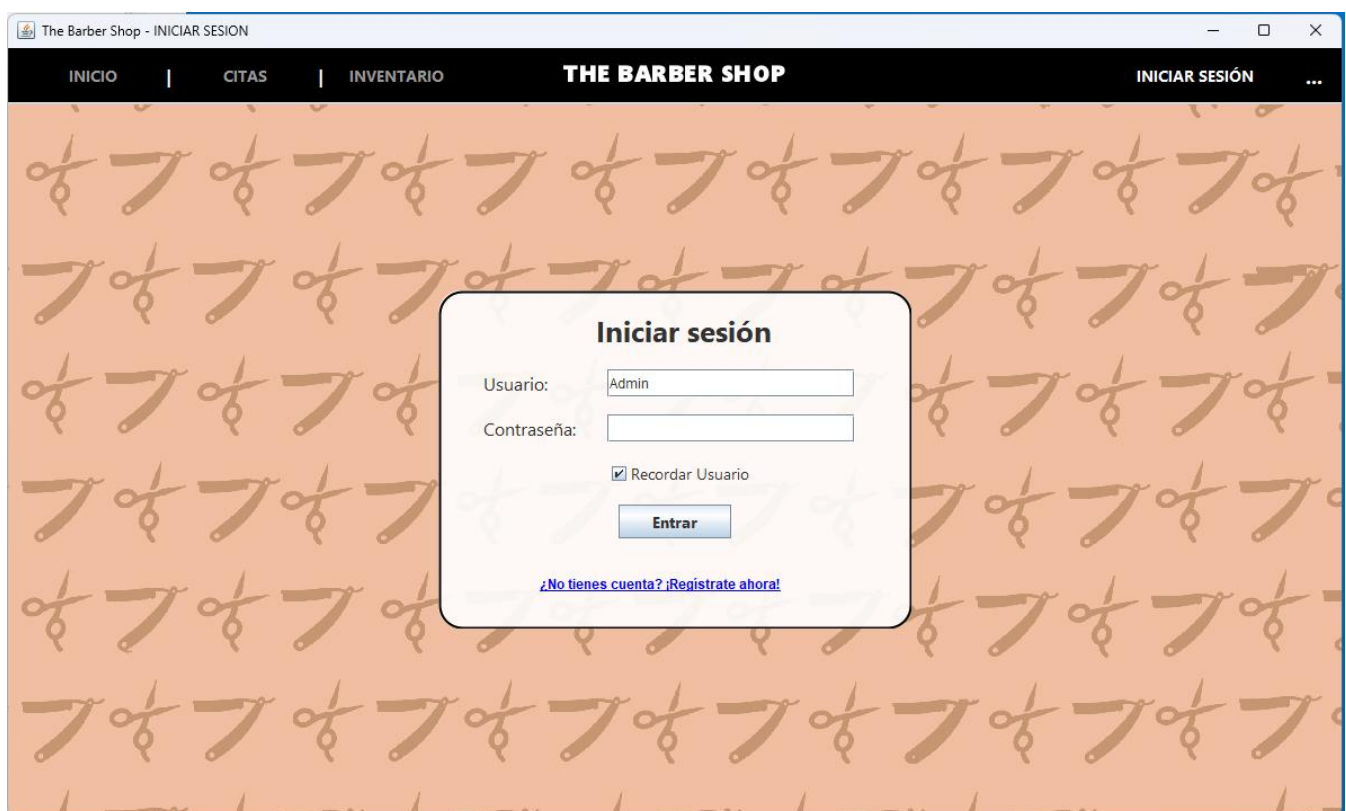 The Barber Shop - INICIAR SESION
INICIO | CITAS | INVENTARIO THE BARBER SHOP INICIAR SESIÓN ...
Iniciar sesión
Usuario: Admin
Contraseña:
Recordar Usuario
Entrar
¿No tienes cuenta? ¡Regístrate ahora!